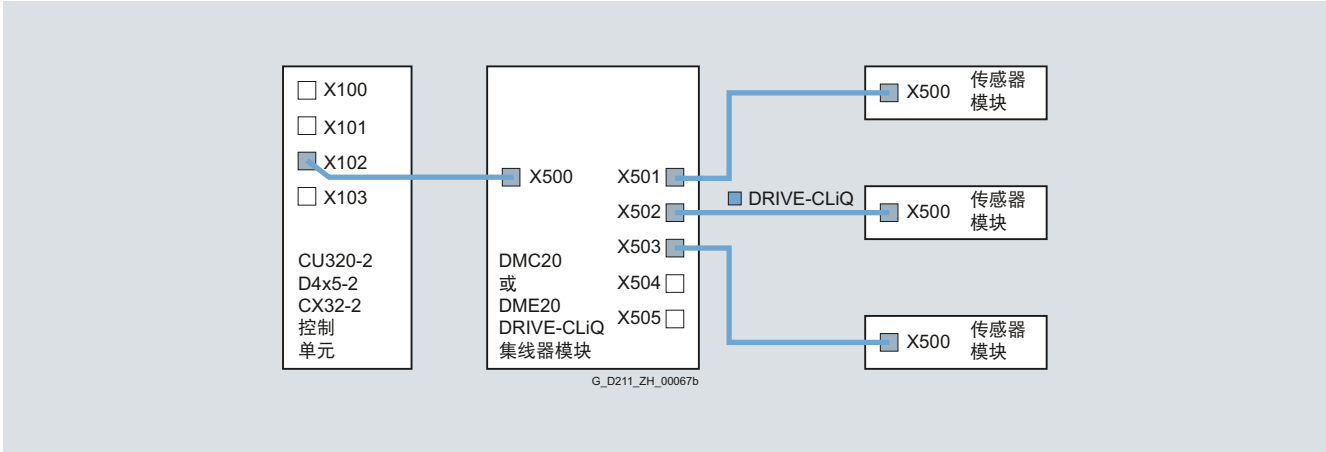 X100
X101
X102
X103
CU320-2
D4x5-2
CX32-2
控制
单元
X500
X501
X502
X503
X504
X505
DMC20
或
DME20
DRIVE-CLiQ
集线器模块
G_D211_ZH_00067b
DRIVE-CLiQ
X500 传感器
模块
X500 传感器
模块
X500 传感器
模块